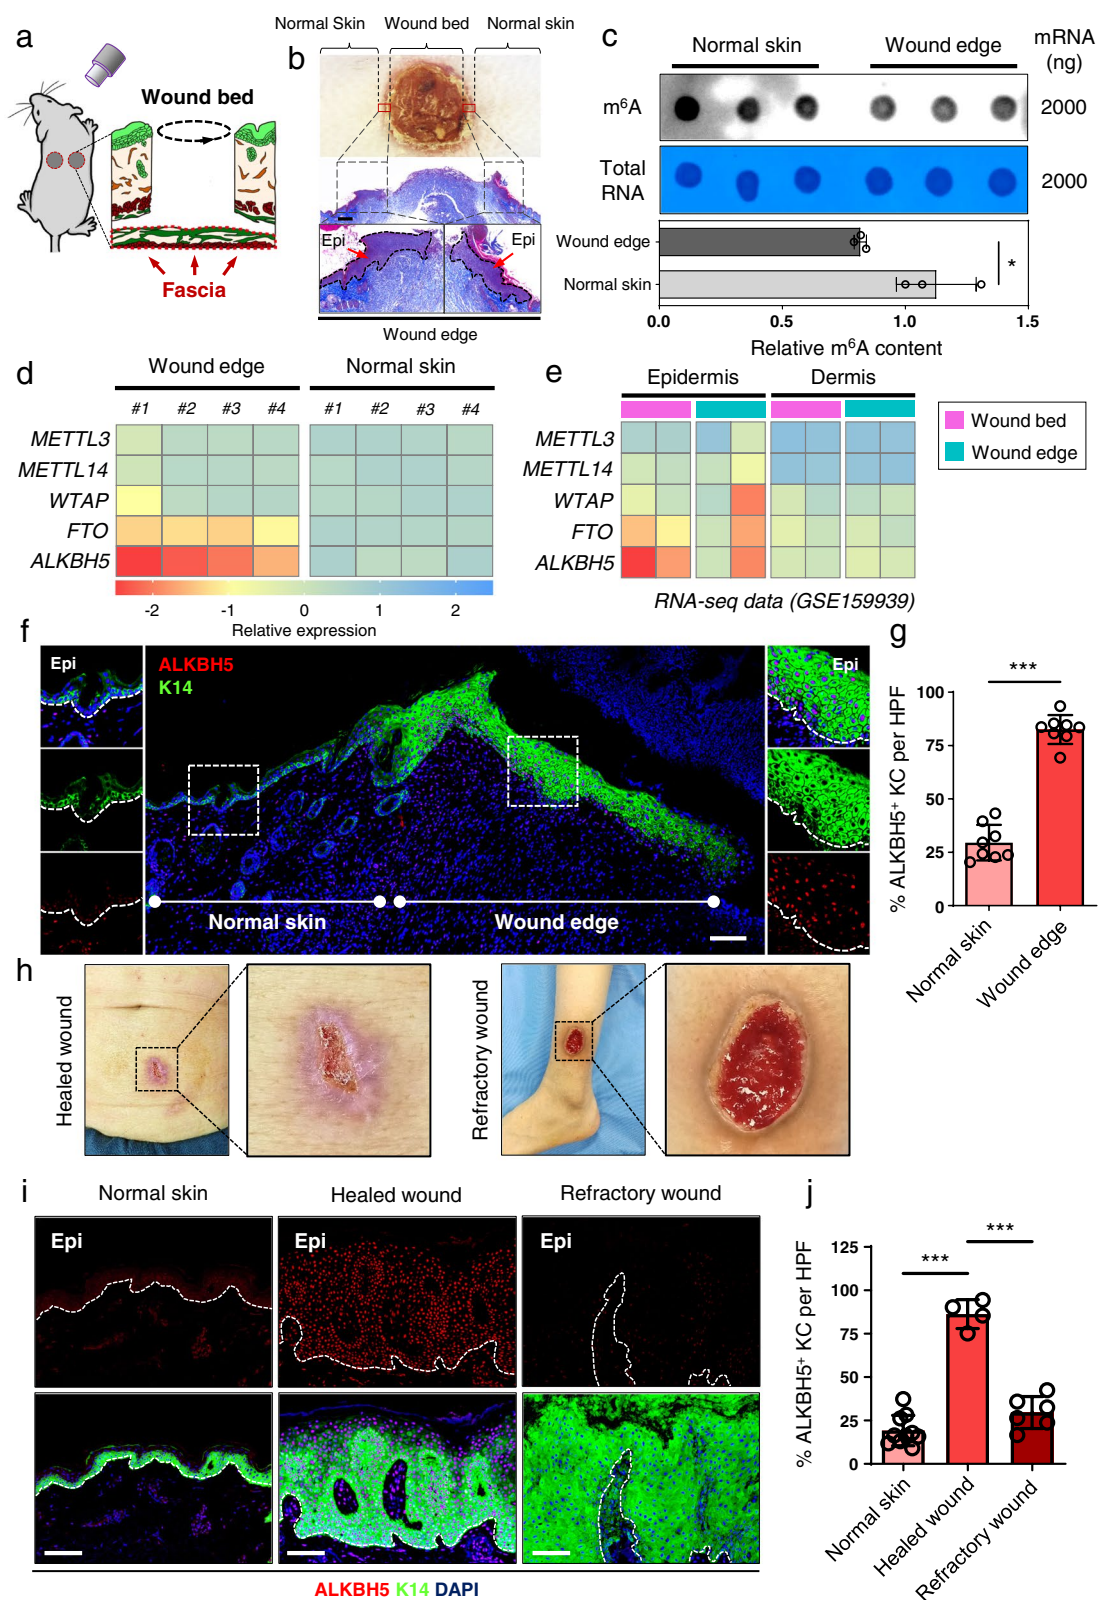 a
Wound bed
Fascia
b
Normal Skin
Wound bed
Normal skin
Epi
Epi
Wound edge
c
Normal skin
Wound edge
mRNA
(ng)
m⁶A
2000
Total
RNA
2000
Wound edge
Normal skin
*
0.0
0.5
1.0
1.5
Relative m⁶A content
d
Wound edge
Normal skin
#1
#2
#3
#4
#1
#2
#3
#4
METTL3
METTL14
WTAP
FTO
ALKBH5
-2
-1
0
1
2
Relative expression
e
Epidermis
Dermis
Wound bed
Wound edge
METTL3
METTL14
WTAP
FTO
ALKBH5
RNA-seq data (GSE159939)
f
Epi
ALKBH5
K14
Epi
Normal skin
Wound edge
g
***
% ALKBH5⁺ KC per HPF
100
75
50
25
0
Normal skin
Wound edge
h
Healed wound
Refractory wound
i
Normal skin
Healed wound
Refractory wound
Epi
Epi
Epi
ALKBH5 K14 DAPI
j
***
***
% ALKBH5⁺ KC per HPF
125
100
75
50
25
0
Normal skin
Healed wound
Refractory wound